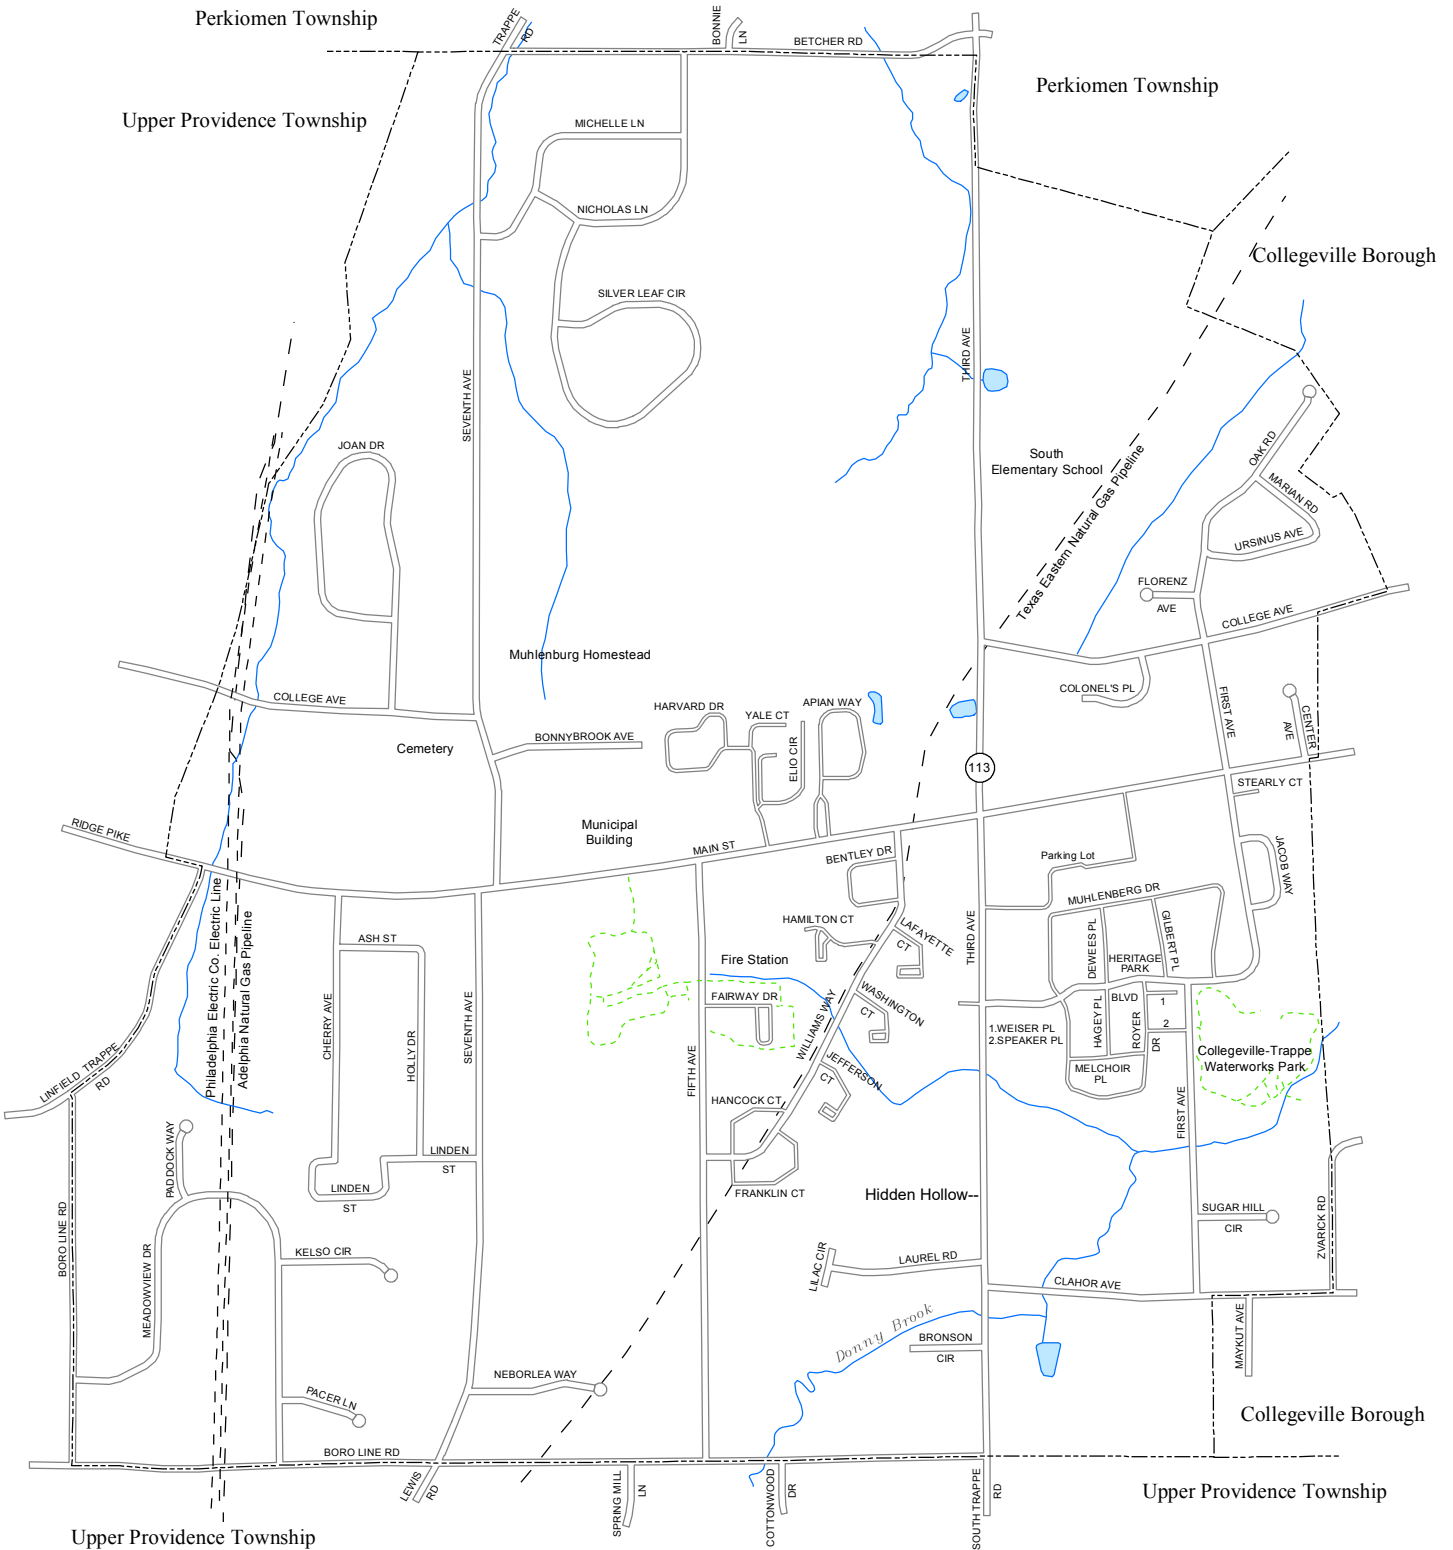 Perkiomen Township
TRAPPE
RD
BONNIE
LN
BETCHER RD
Perkiomen Township
Upper Providence Township
MICHELLE LN
NICHOLAS LN
Collegeville Borough
SILVER LEAF CIR
THIRD AVE
SEVENTH AVE
JOAN DR
South
Elementary School
OAK RD
MARIAN RD
URSINUS AVE
Texas Eastern Natural Gas Pipeline
FLORENZ
AVE
COLLEGE AVE
Muhlenburg Homestead
COLLEGE AVE
COLONEL'S PL
FIRST AVE
CENTER
AVE
HARVARD DR
YALE CT
APIAN WAY
ELIO CIR
BONNYBROOK AVE
Cemetery
113
STEARLY CT
RIDGE PIKE
Municipal
Building
MAIN ST
BENTLEY DR
Parking Lot
JACOB WAY
MUHLENBERG DR
Philadelphia Electric Co. Electric Line
Adelphia Natural Gas Pipeline
HAMILTON CT
LAFAYETTE
CT
THIRD AVE
DEWEES PL
GILBERT PL
HERITAGE
PARK
BLVD
ASH ST
Fire Station
FAIRWAY DR
WASHINGTON
CT
WILLIAMS WAY
1
2
1.WEISER PL
2.SPEAKER PL
HAGEY PL
ROYER
DR
CHERRY AVE
HOLLY DR
SEVENTH AVE
FIFTH AVE
JEFFERSON
CT
MELCHOIR
PL
Collegeville-Trappe
Waterworks Park
LINFIELD TRAPPE
RD
HANCOCK CT
FIRST AVE
PADDOCK WAY
LINDEN
ST
LINDEN
ST
FRANKLIN CT
Hidden Hollow--
SUGAR HILL
CIR
ZVARICK RD
BORO LINE RD
MEADOWVIEW DR
KELSO CIR
LILAC CIR
LAUREL RD
CLAHOR AVE
Donny Brook
BRONSON
CIR
MAYKUT AVE
NEBORLEA WAY
PACER LN
Collegeville Borough
BORO LINE RD
LEWIS
RD
SPRING MILL
LN
COTTONWOOD
DR
SOUTH TRAPPE
RD
Upper Providence Township
Upper Providence Township